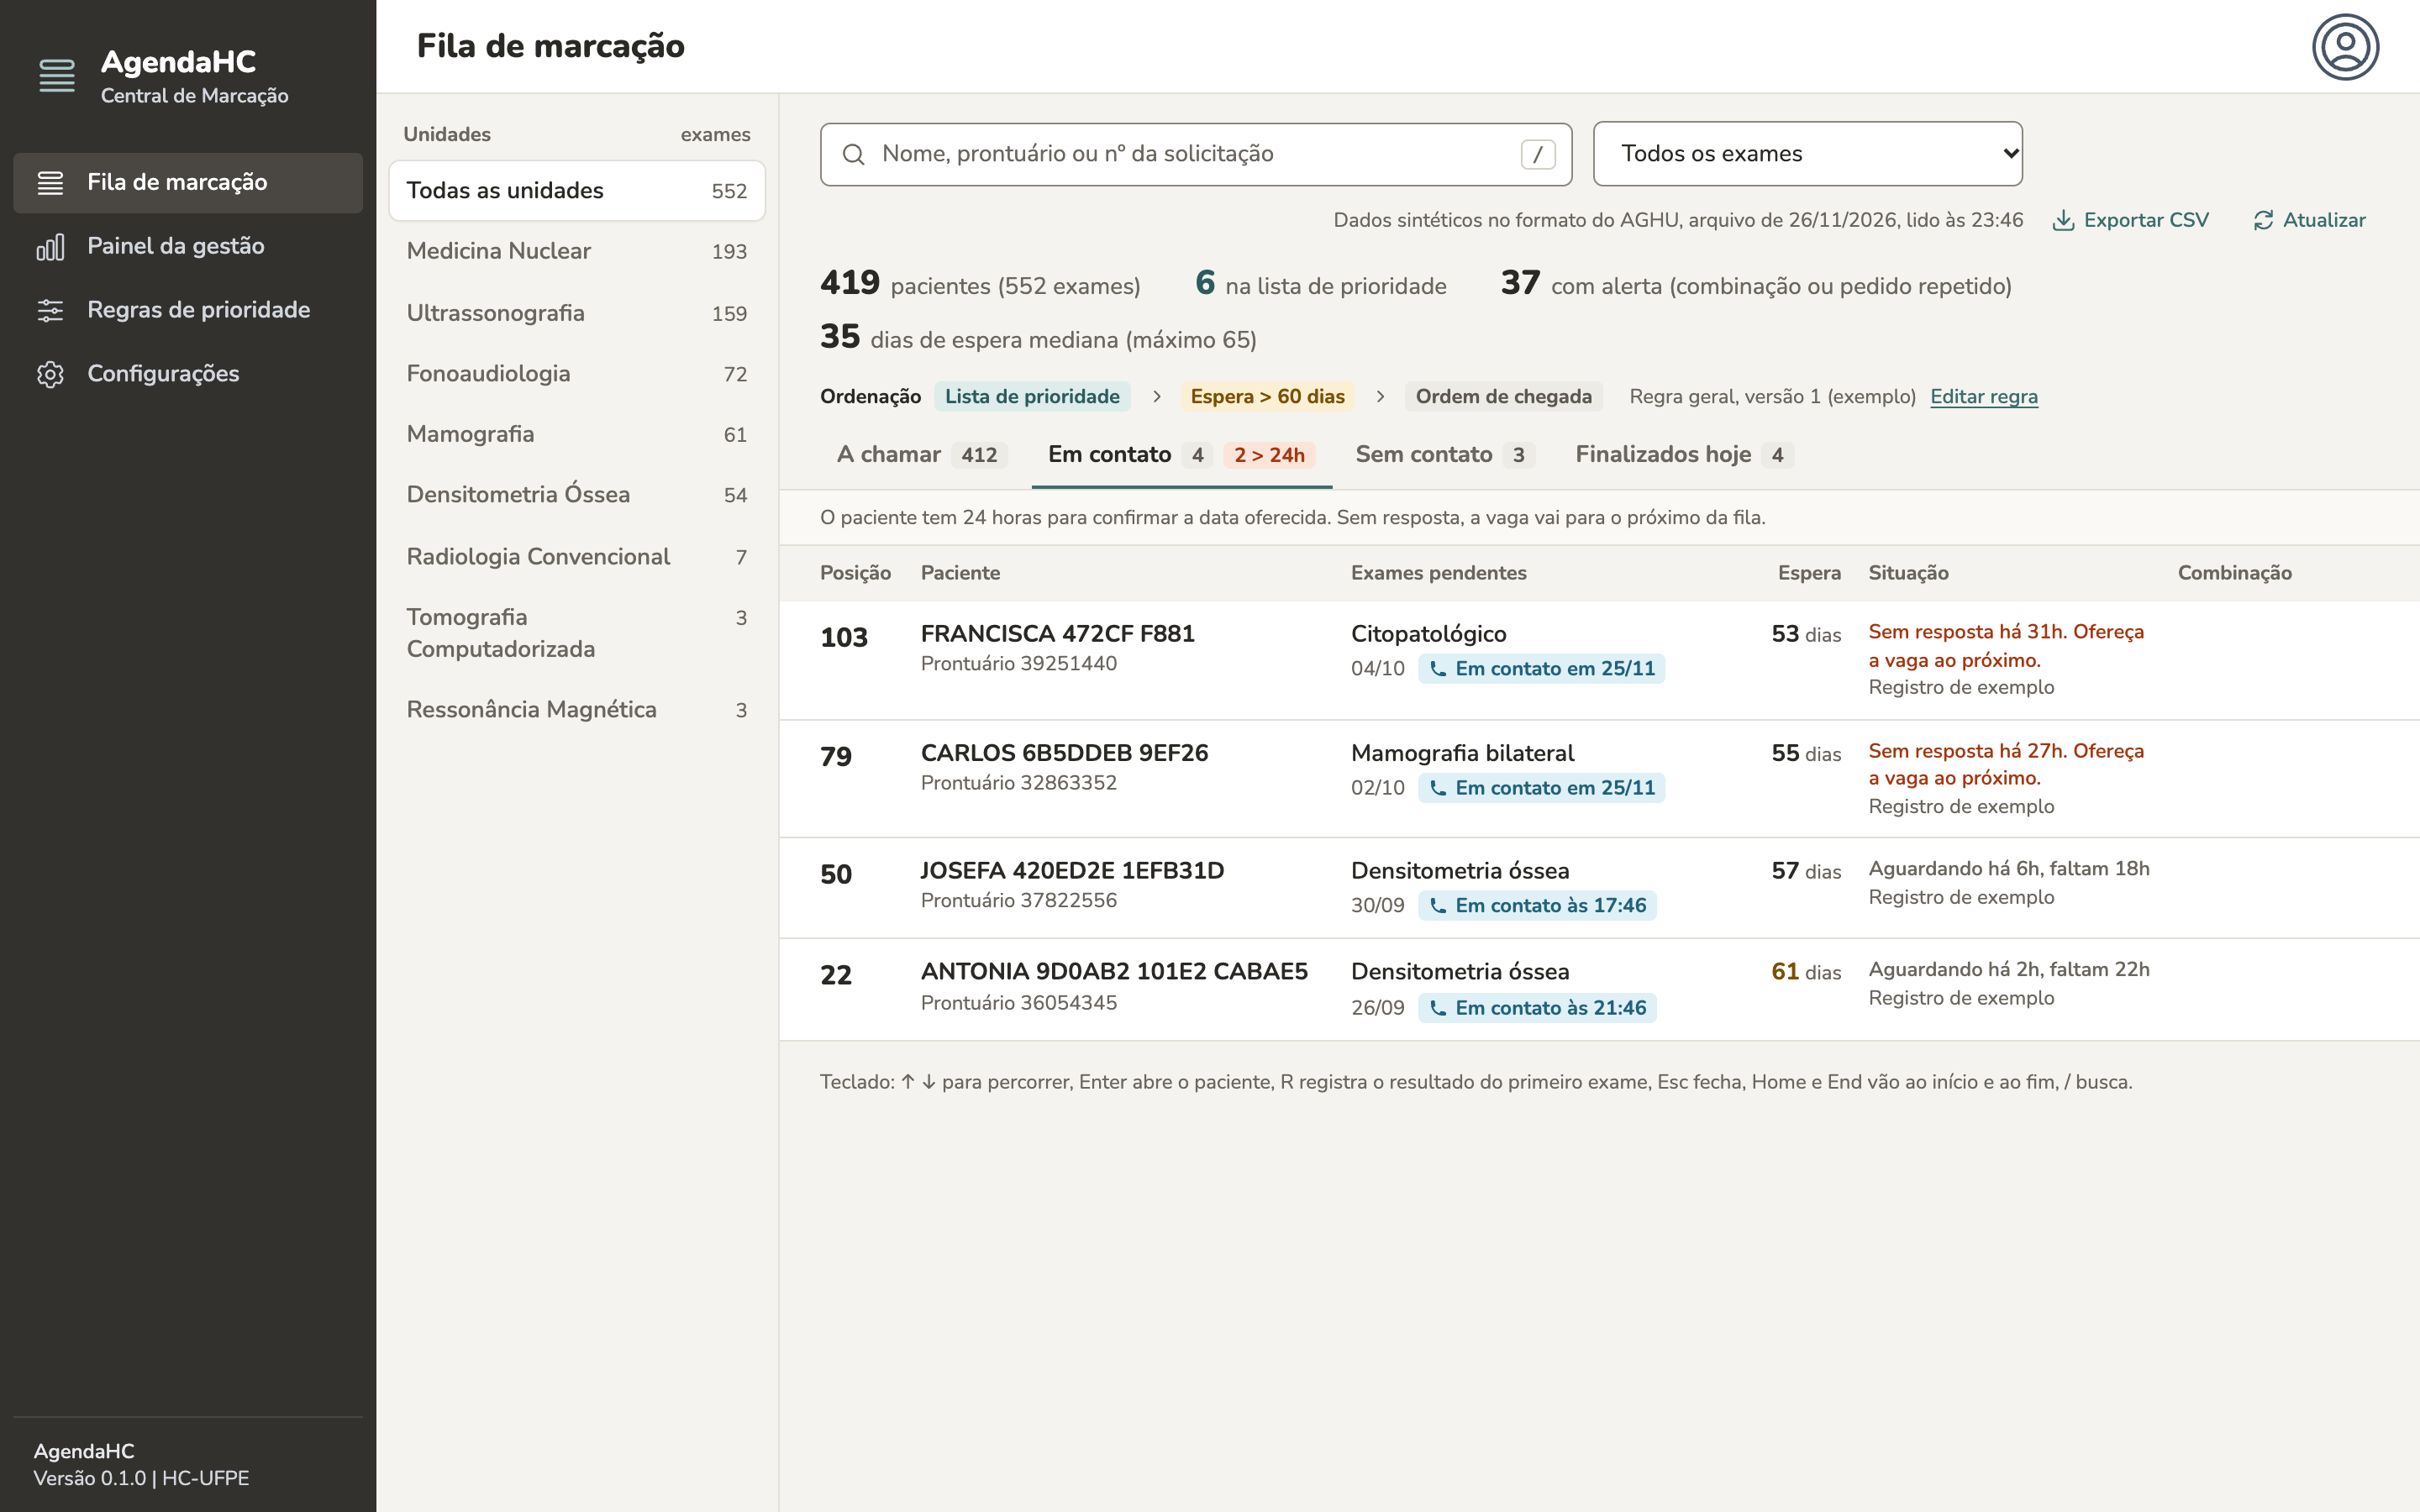 AgendaHC
Central de Marcação
Fila de marcação
Painel da gestão
Regras de prioridade
Configurações
AgendaHC
Versão 0.1.0 | HC-UFPE
Fila de marcação
Unidades exames
Todas as unidades 552
Medicina Nuclear 193
Ultrassonografia 159
Fonoaudiologia 72
Mamografia 61
Densitometria Óssea 54
Radiologia Convencional 7
Tomografia 3
Computadorizada
Ressonância Magnética 3
Nome, prontuário ou nº da solicitação /
Todos os exames
Dados sintéticos no formato do AGHU, arquivo de 26/11/2026, lido às 23:46 Exportar CSV Atualizar
419 pacientes (552 exames) 6 na lista de prioridade 37 com alerta (combinação ou pedido repetido)
35 dias de espera mediana (máximo 65)
Ordenação Lista de prioridade > Espera > 60 dias > Ordem de chegada Regra geral, versão 1 (exemplo) Editar regra
A chamar 412 Em contato 4 2 > 24h Sem contato 3 Finalizados hoje 4
O paciente tem 24 horas para confirmar a data oferecida. Sem resposta, a vaga vai para o próximo da fila.
Posição Paciente Exames pendentes Espera Situação Combinação
103 FRANCISCA 472CF F881 Citopatológico 53 dias Sem resposta há 31h. Ofereça
a vaga ao próximo.
Prontuário 39251440 04/10 Em contato em 25/11
Registro de exemplo
79 CARLOS 6B5DDEB 9EF26 Mamografia bilateral 55 dias Sem resposta há 27h. Ofereça
a vaga ao próximo.
Prontuário 32863352 02/10 Em contato em 25/11
Registro de exemplo
50 JOSEFA 420ED2E 1EFB31D Densitometria óssea 57 dias Aguardando há 6h, faltam 18h
Prontuário 37822556 30/09 Em contato às 17:46 Registro de exemplo
22 ANTONIA 9D0AB2 101E2 CABAE5 Densitometria óssea 61 dias Aguardando há 2h, faltam 22h
Prontuário 36054345 26/09 Em contato às 21:46 Registro de exemplo
Teclado: ↑ ↓ para percorrer, Enter abre o paciente, R registra o resultado do primeiro exame, Esc fecha, Home e End vão ao início e ao fim, / busca.